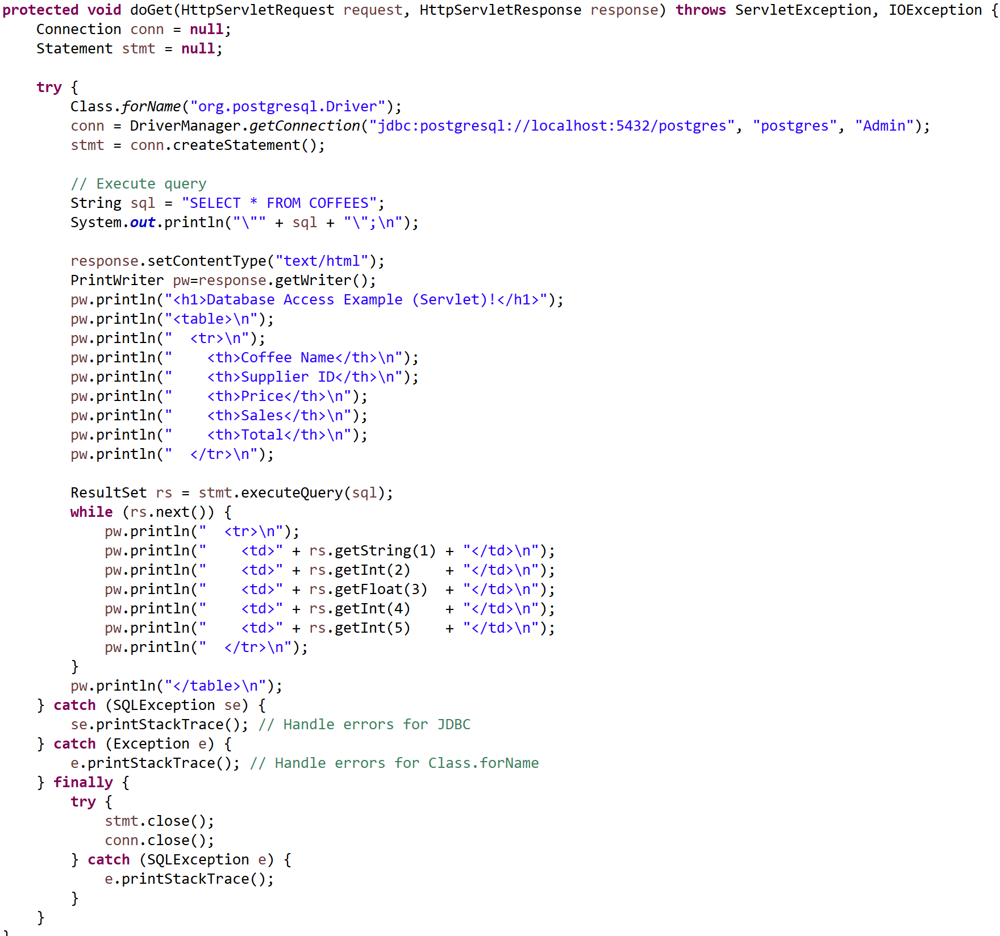 protected void doGet(HttpServletRequest request, HttpServletResponse response) throws ServletException, IOException {
    Connection conn = null;
    Statement stmt = null;

    try {
        Class.forName("org.postgresql.Driver");
        conn = DriverManager.getConnection("jdbc:postgresql://localhost:5432/postgres", "postgres", "Admin");
        stmt = conn.createStatement();

        // Execute query
        String sql = "SELECT * FROM COFFEES";
        System.out.println("\"" + sql + "\";\n");

        response.setContentType("text/html");
        PrintWriter pw=response.getWriter();
        pw.println("<h1>Database Access Example (Servlet)!</h1>");
        pw.println("<table>\n");
        pw.println("  <tr>\n");
        pw.println("    <th>Coffee Name</th>\n");
        pw.println("    <th>Supplier ID</th>\n");
        pw.println("    <th>Price</th>\n");
        pw.println("    <th>Sales</th>\n");
        pw.println("    <th>Total</th>\n");
        pw.println("  </tr>\n");

        ResultSet rs = stmt.executeQuery(sql);
        while (rs.next()) {
            pw.println("  <tr>\n");
            pw.println("    <td>" + rs.getString(1) + "</td>\n");
            pw.println("    <td>" + rs.getInt(2)    + "</td>\n");
            pw.println("    <td>" + rs.getFloat(3)  + "</td>\n");
            pw.println("    <td>" + rs.getInt(4)    + "</td>\n");
            pw.println("    <td>" + rs.getInt(5)    + "</td>\n");
            pw.println("  </tr>\n");
        }
        pw.println("</table>\n");
    } catch (SQLException se) {
        se.printStackTrace(); // Handle errors for JDBC
    } catch (Exception e) {
        e.printStackTrace(); // Handle errors for Class.forName
    } finally {
        try {
            stmt.close();
            conn.close();
        } catch (SQLException e) {
            e.printStackTrace();
        }
    }
}